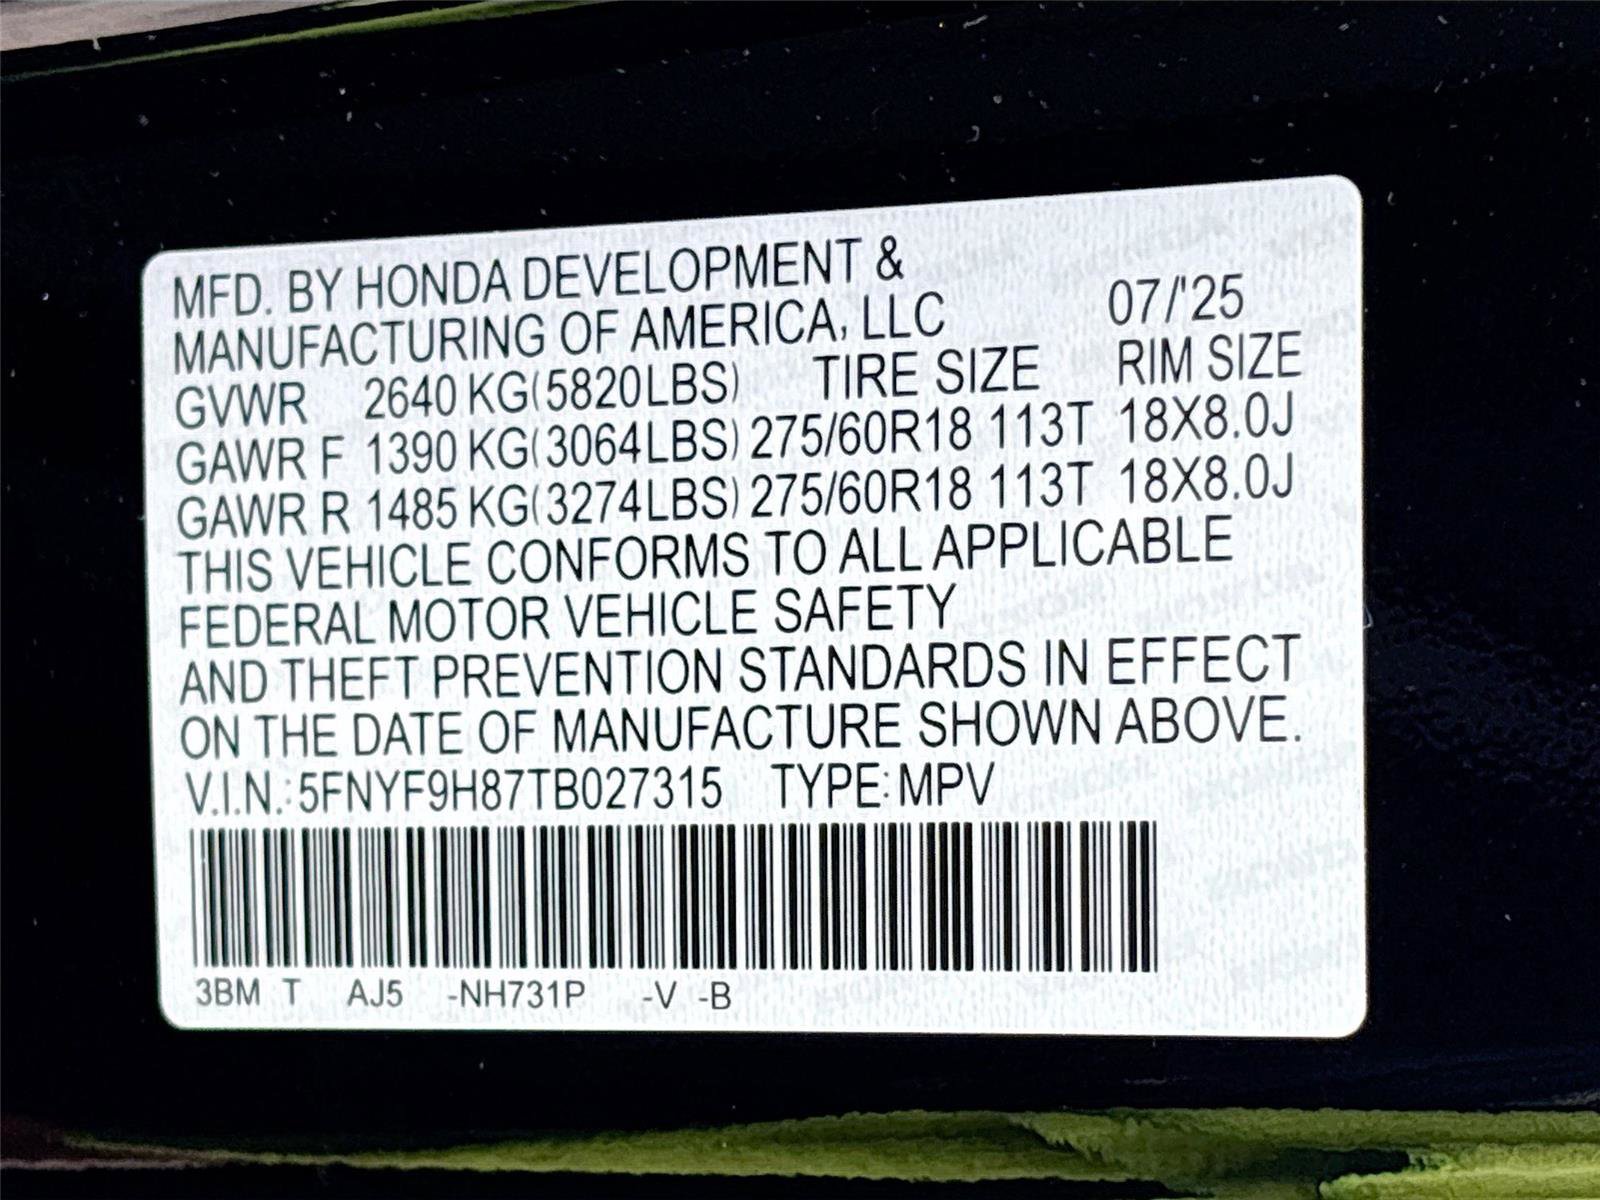 MFD. BY HONDA DEVELOPMENT &
MANUFACTURING OF AMERICA, LLC 07/'25
GVWR 2640 KG(5820LBS) TIRE SIZE RIM SIZE
GAWR F 1390 KG(3064LBS) 275/60R18 113T 18X8.0J
GAWR R 1485 KG(3274LBS) 275/60R18 113T 18X8.0J
THIS VEHICLE CONFORMS TO ALL APPLICABLE
FEDERAL MOTOR VEHICLE SAFETY
AND THEFT PREVENTION STANDARDS IN EFFECT
ON THE DATE OF MANUFACTURE SHOWN ABOVE.
V.I.N.: 5FNYF9H87TB027315 TYPE: MPV
3BM T AJ5 -NH731P -V -B